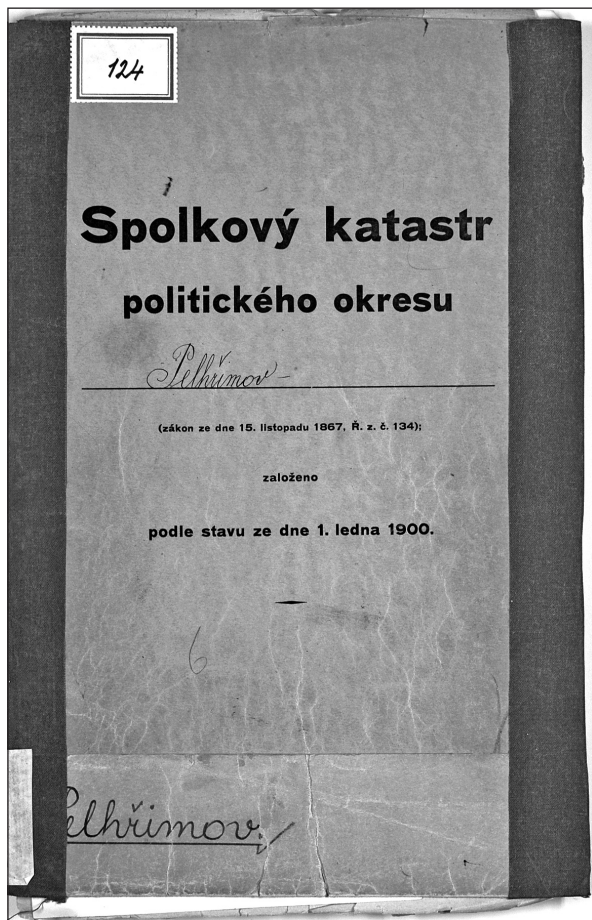 124
Spolkový katastr
politického okresu
Pelhřimov
(zákon ze dne 15. listopadu 1867, Ř. z. č. 134);
založeno
podle stavu ze dne 1. ledna 1900.
6
Pelhřimov.